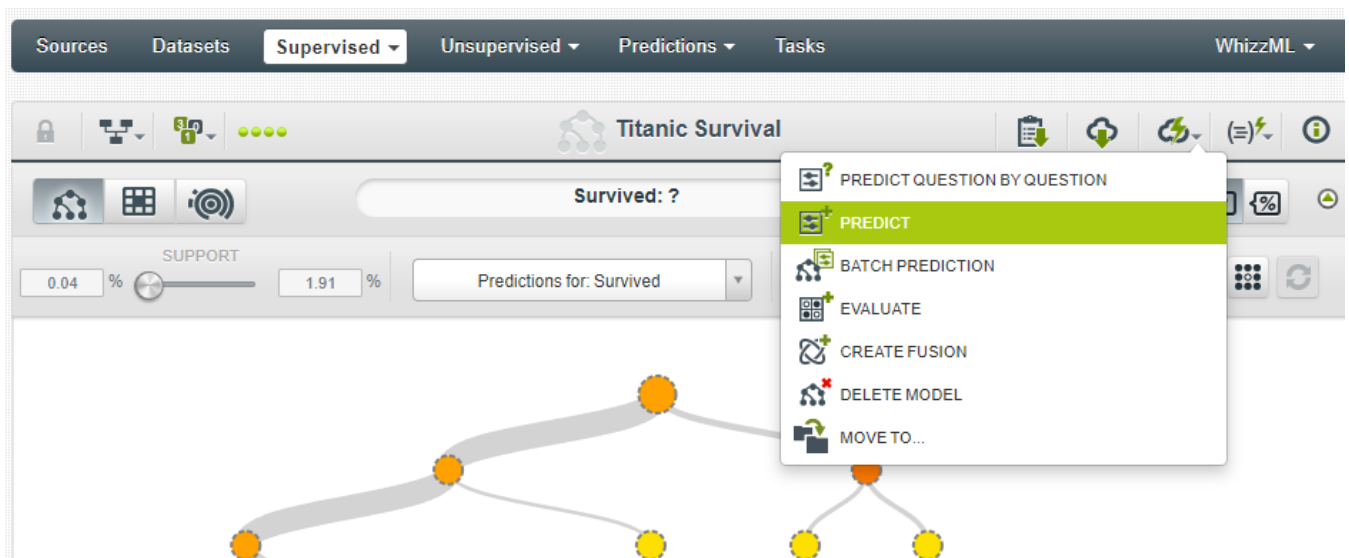 Sources Datasets Supervised Unsupervised Predictions Tasks WhizzML
Titanic Survival
Survived: ?
PREDICT QUESTION BY QUESTION
PREDICT
BATCH PREDICTION
EVALUATE
CREATE FUSION
DELETE MODEL
MOVE TO...
SUPPORT
0.04 % 1.91 %
Predictions for: Survived